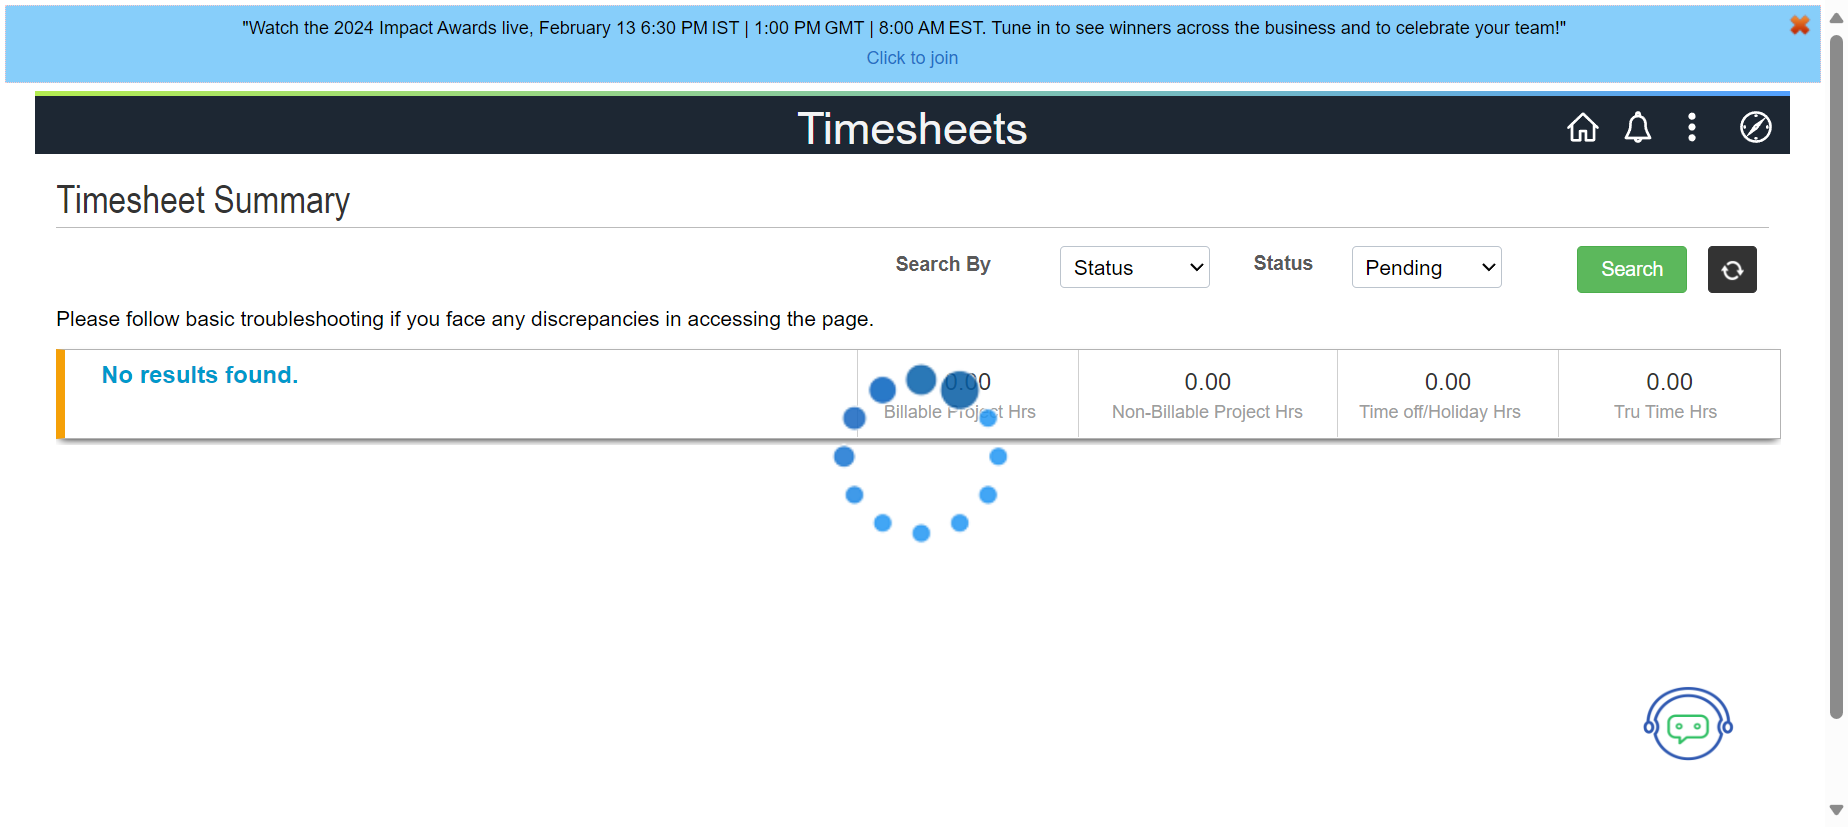 "Watch the 2024 Impact Awards live, February 13 6:30 PM IST | 1:00 PM GMT | 8:00 AM EST. Tune in to see winners across the business and to celebrate your team!"
Click to join
Timesheets
Timesheet Summary
Search By
Status
Status
Pending
Search
Please follow basic troubleshooting if you face any discrepancies in accessing the page.
No results found.
0.00
0.00
0.00
0.00
Billable Project Hrs
Non-Billable Project Hrs
Time off/Holiday Hrs
Tru Time Hrs